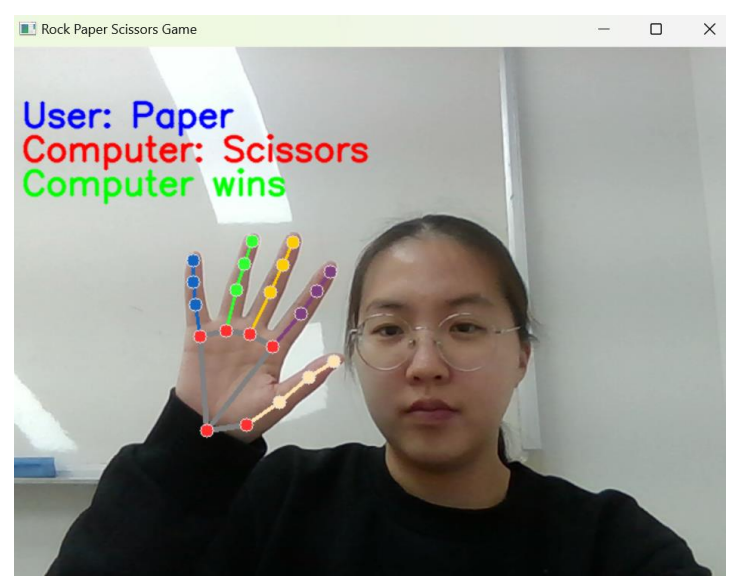 Rock Paper Scissors Game
User: Paper
Computer: Scissors
Computer wins